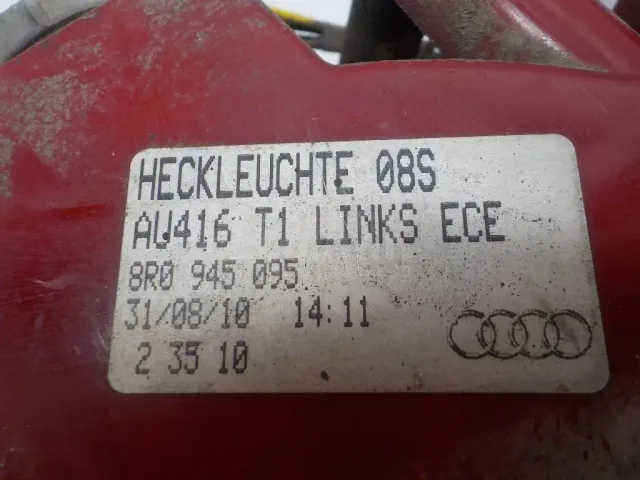 HECKLEUCHTE 08S
AU416 T1 LINKS ECE
8R0 945 095
31/08/10 14:11
2 35 10